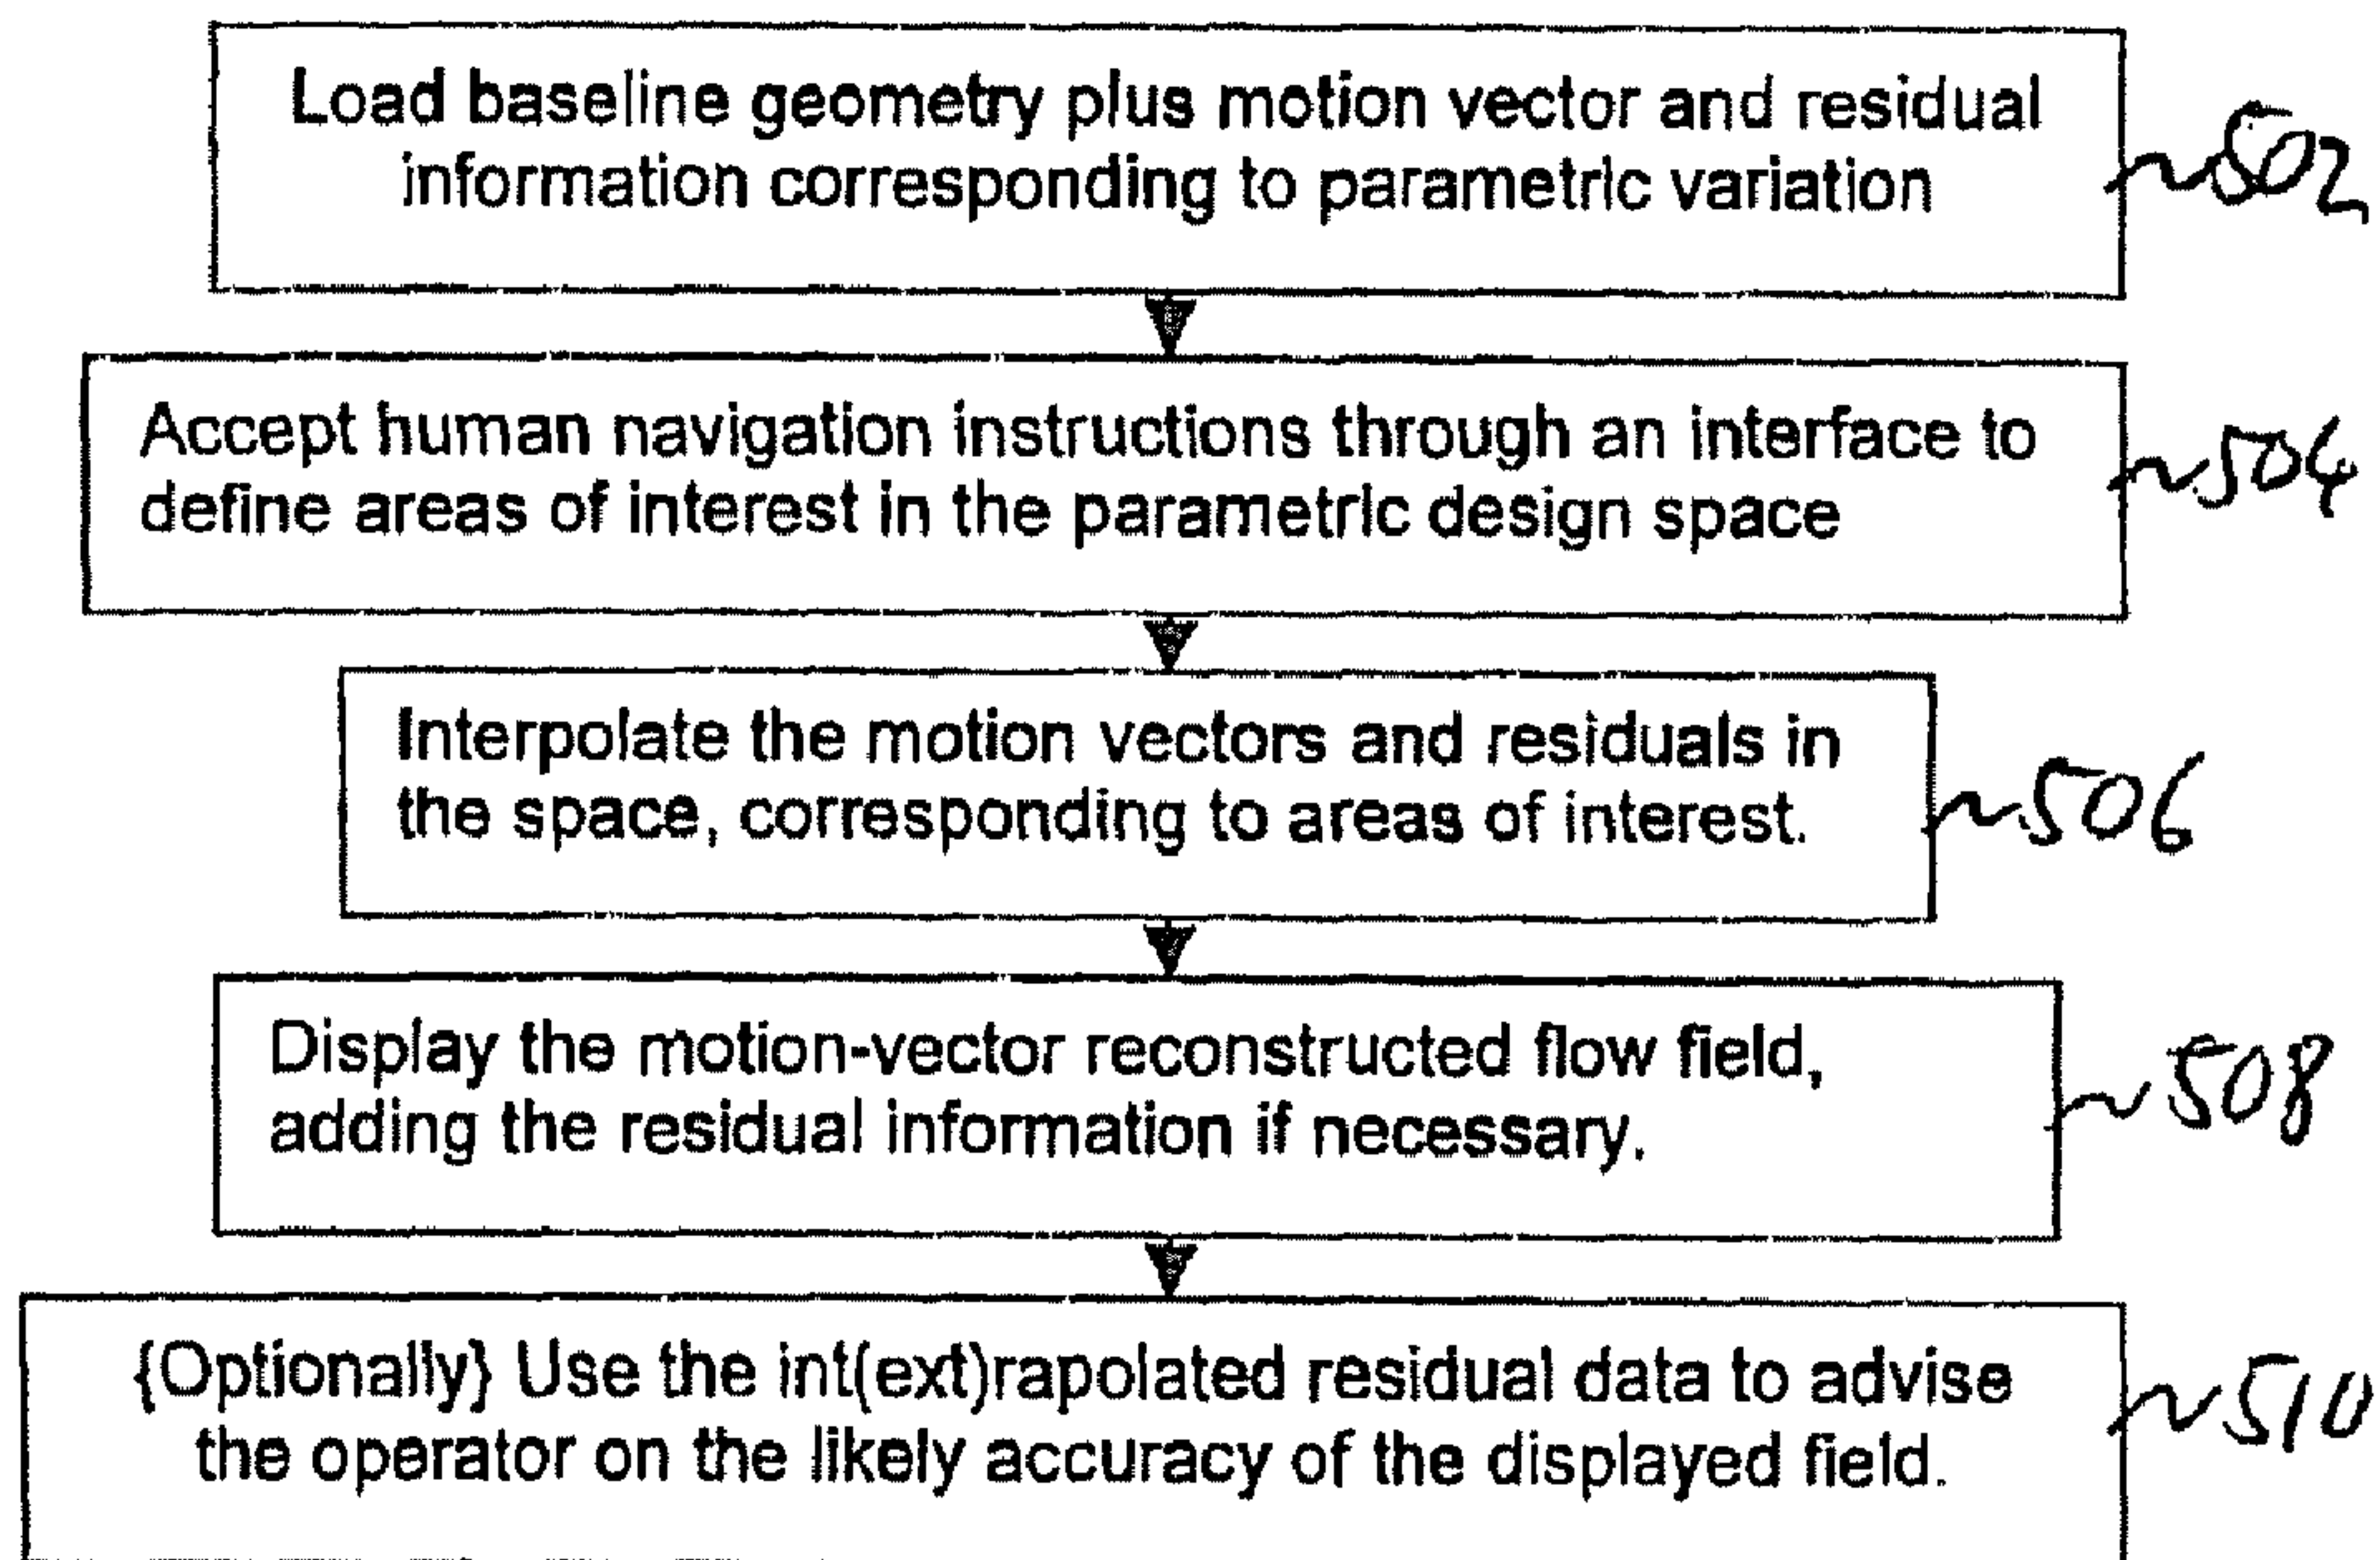 Load baseline geometry plus motion vector and residual
information corresponding to parametric variation
502
Accept human navigation instructions through an interface to
define areas of interest in the parametric design space
504
Interpolate the motion vectors and residuals in
the space, corresponding to areas of interest.
506
Display the motion-vector reconstructed flow field,
adding the residual information if necessary.
508
{Optionally} Use the int(ext)rapolated residual data to advise
the operator on the likely accuracy of the displayed field.
510